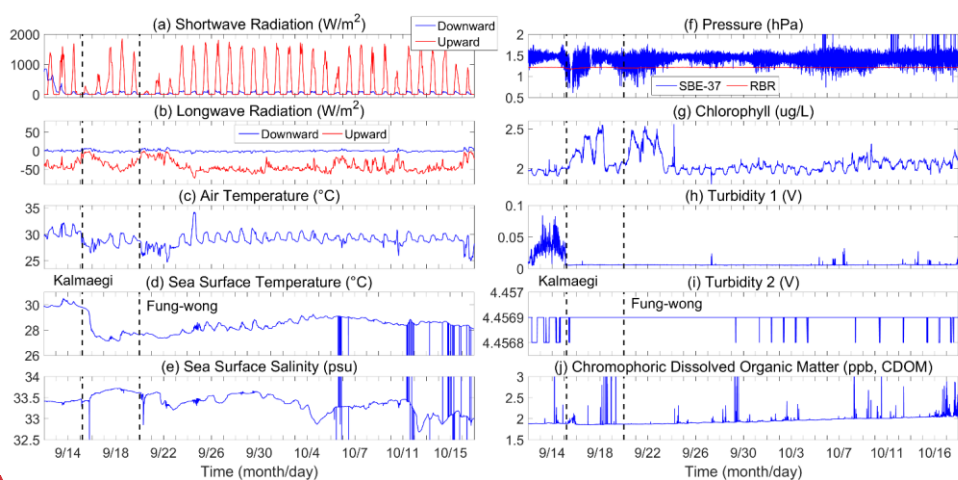 (a) Shortwave Radiation (W/m²)
Downward
Upward
2000
1000
0
(b) Longwave Radiation (W/m²)
Downward Upward
50
0
-50
(c) Air Temperature (°C)
35
30
25
Kalmaegi (d) Sea Surface Temperature (°C)
Fung-wong
30
28
26
(e) Sea Surface Salinity (psu)
34
33.5
33
32.5
9/14 9/18 9/22 9/26 9/30 10/4 10/7 10/11 10/15
Time (month/day)
(f) Pressure (hPa)
2
1.5
1
0.5
SBE-37 RBR
(g) Chlorophyll (ug/L)
2.5
2
(h) Turbidity 1 (V)
0.1
0.05
0
Kalmaegi (i) Turbidity 2 (V)
Fung-wong
4.457
4.4569
4.4568
(j) Chromophoric Dissolved Organic Matter (ppb, CDOM)
3
2.5
2
1.5
9/14 9/18 9/22 9/26 9/30 10/3 10/7 10/11 10/16
Time (month/day)